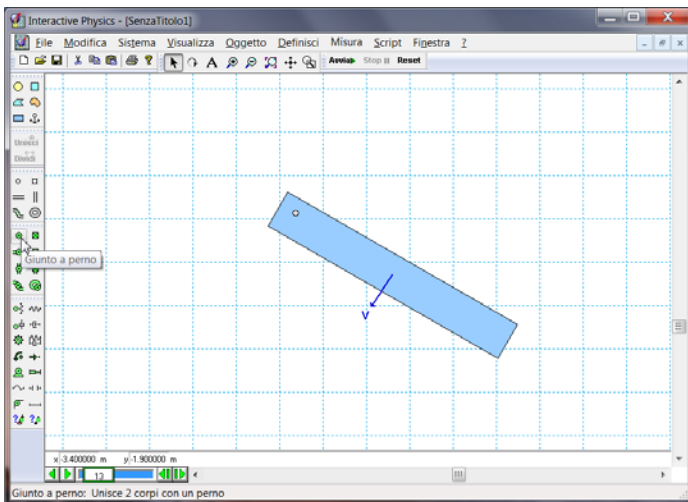 Interactive Physics - [SenzaTitolo1]
File Modifica Sistema Visualizza Oggetto Definisci Misura Script Finestra ?
A Avvia Stop Reset
Unisci
Dividi
Giunto a perno
V
x -3.400000 m y -1.900000 m
13
Giunto a perno: Unisce 2 corpi con un perno